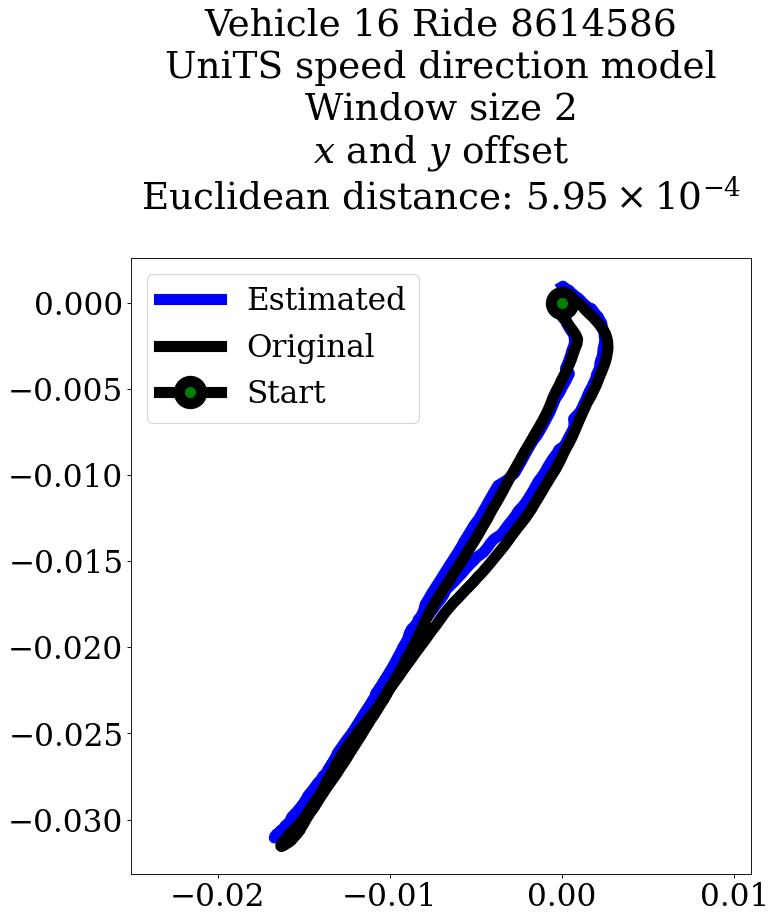 Vehicle 16 Ride 8614586
UniTS speed direction model
Window size 2
x and y offset
Euclidean distance: 5.95 × 10⁻⁴
Estimated
Original
Start
0.000
−0.005
−0.010
−0.015
−0.020
−0.025
−0.030
−0.02 −0.01 0.00 0.01